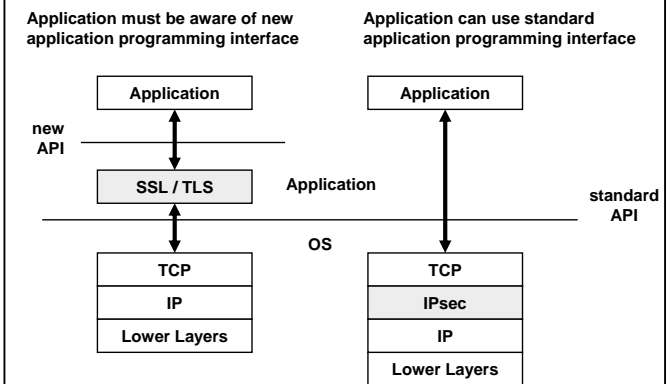 Application must be aware of new
application programming interface
Application can use standard
application programming interface
Application
Application
new
API
SSL / TLS
Application
standard
API
OS
TCP
IP
Lower Layers
TCP
IPsec
IP
Lower Layers